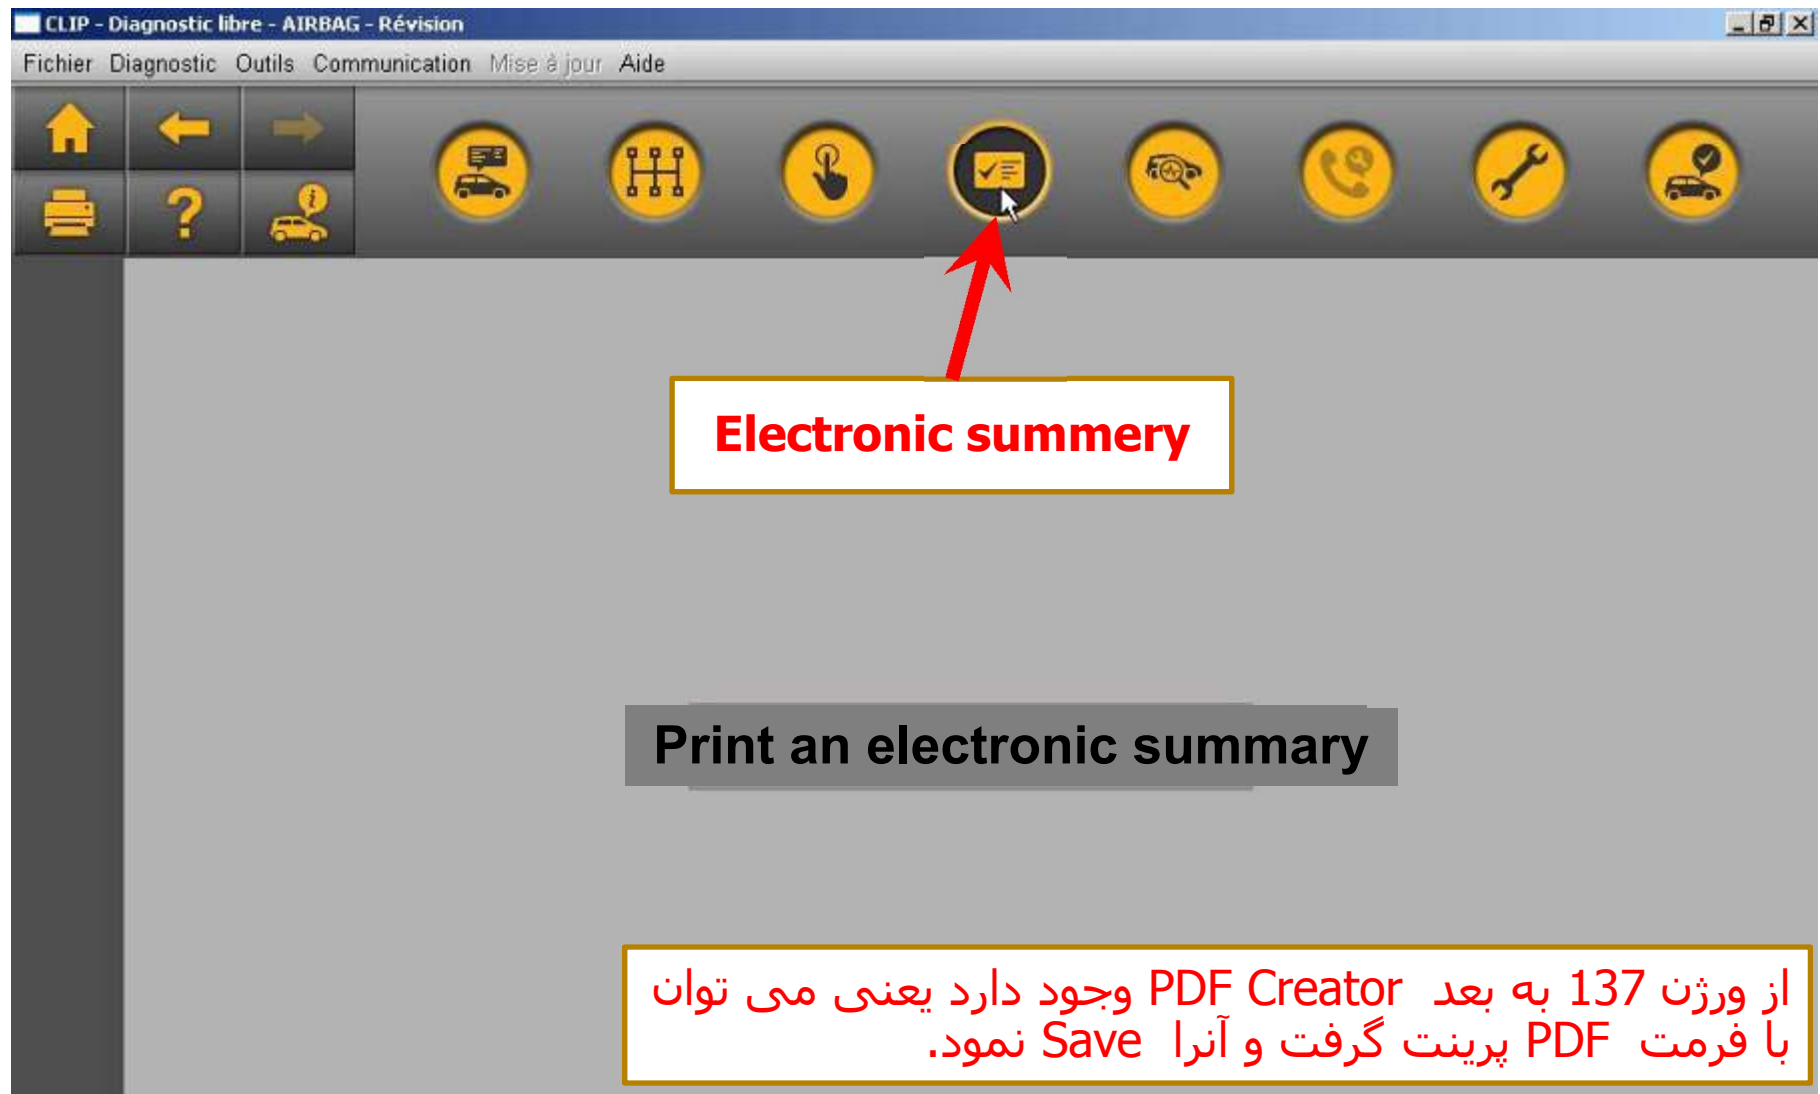 CLIP - Diagnostic libre - AIRBAG - Révision
Fichier Diagnostic Outils Communication Mise à jour Aide
Electronic summery
Print an electronic summary
از ورژن 137 به بعد PDF Creator وجود دارد یعنی می توان
با فرمت PDF پرینت گرفت و آنرا Save نمود.